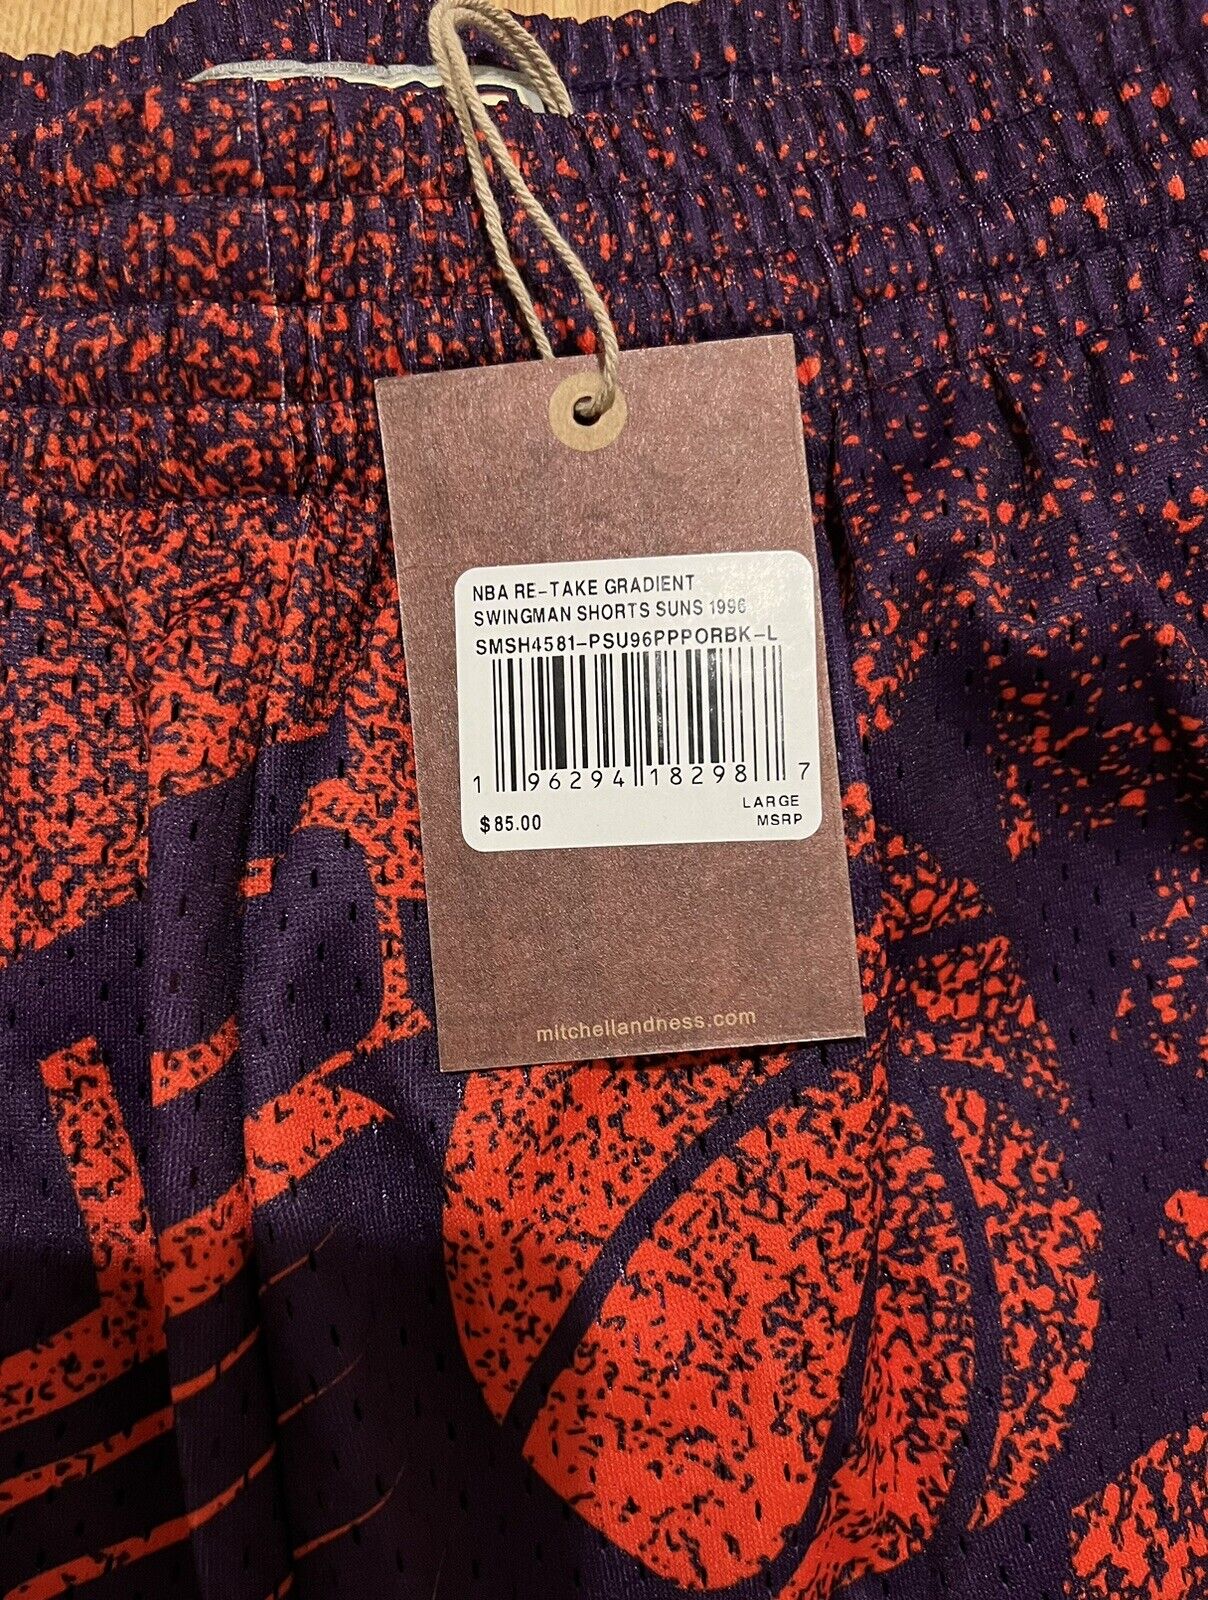 NBA RE-TAKE GRADIENT
SWINGMAN SHORTS SUNS 1996
SMSH4581-PSU96PPPORBK-L
1 96294 18298 7
$85.00 LARGE
MSRP
mitchellandness.com